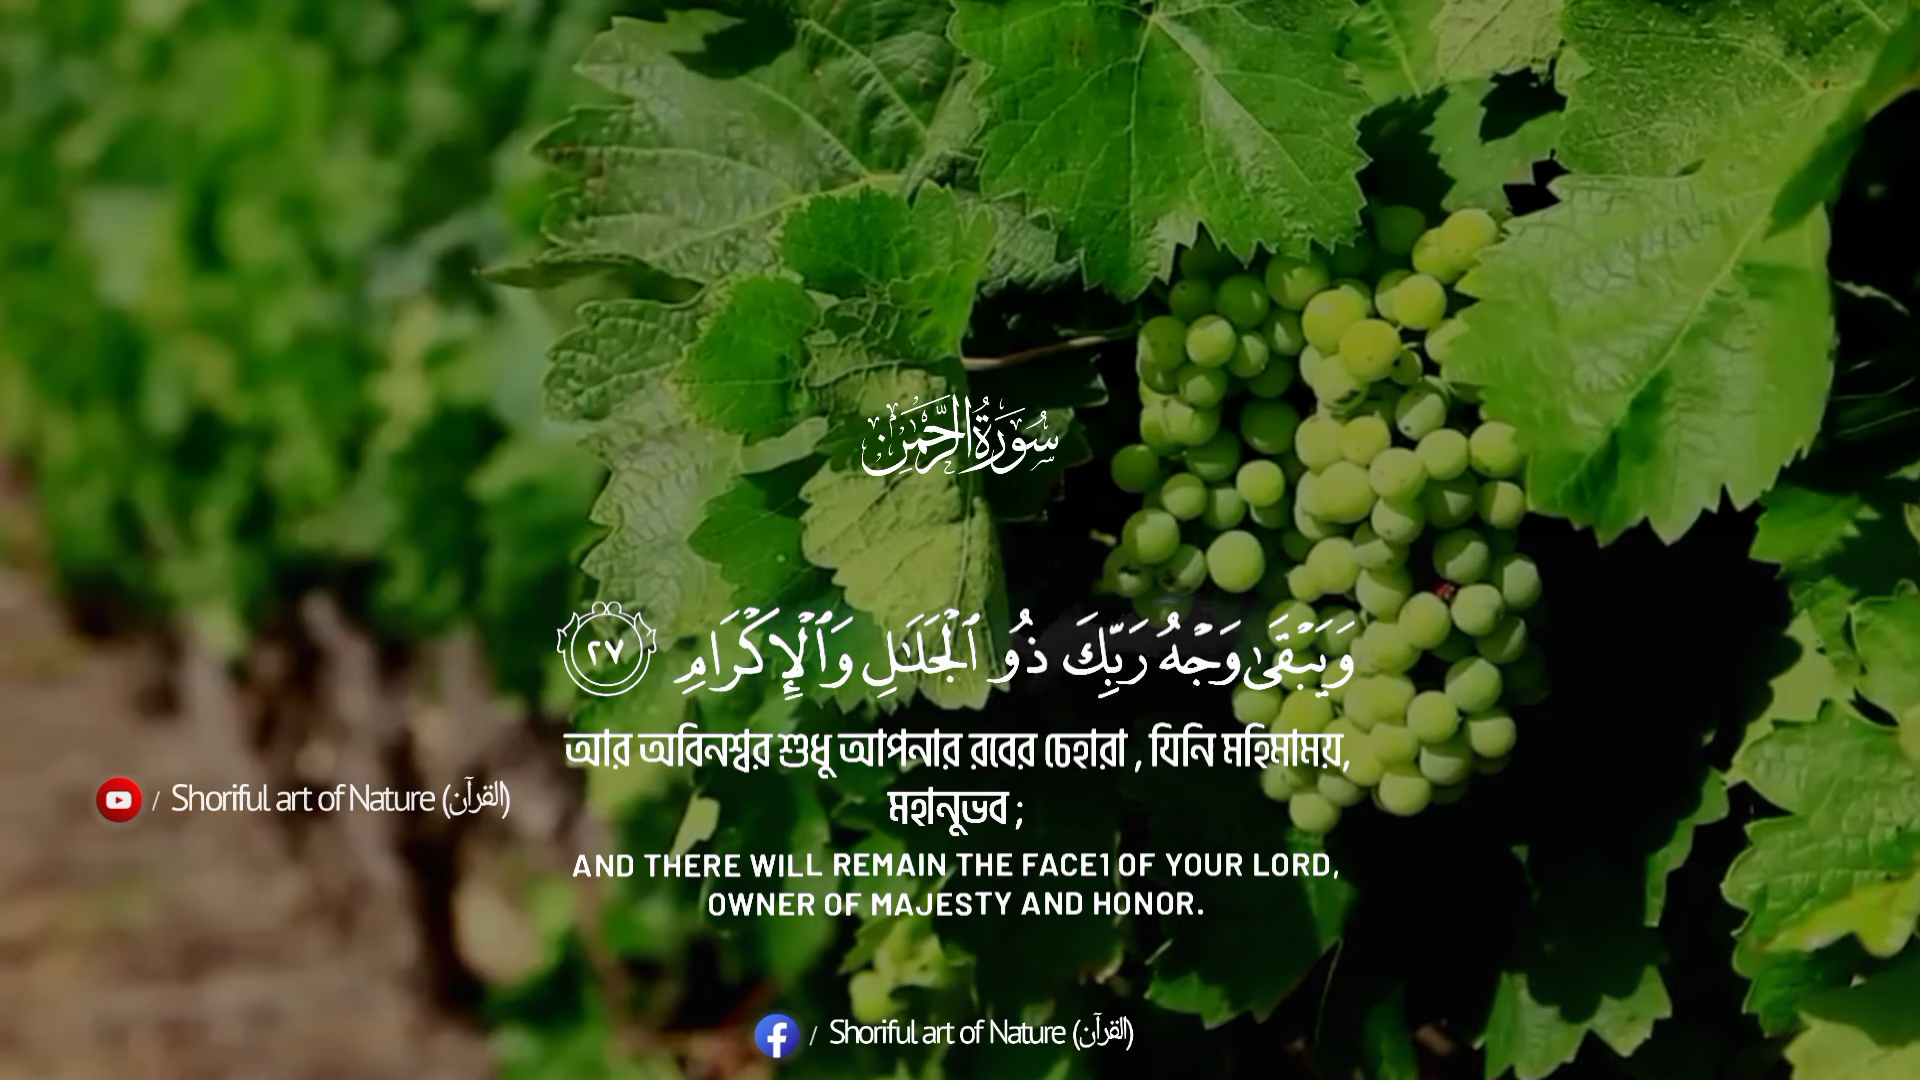 سُورَةُ الرَّحْمَٰن
وَيَبْقَىٰ وَجْهُ رَبِّكَ ذُو ٱلْجَلَـٰلِ وَٱلْإِكْرَامِ ٢٧
আর অবিনশ্বর শুধু আপনার রবের চেহারা , যিনি মহিমাময়,
মহানুভব ;
AND THERE WILL REMAIN THE FACE1 OF YOUR LORD,
OWNER OF MAJESTY AND HONOR.
/ Shoriful art of Nature (القرآن)
/ Shoriful art of Nature (القرآن)